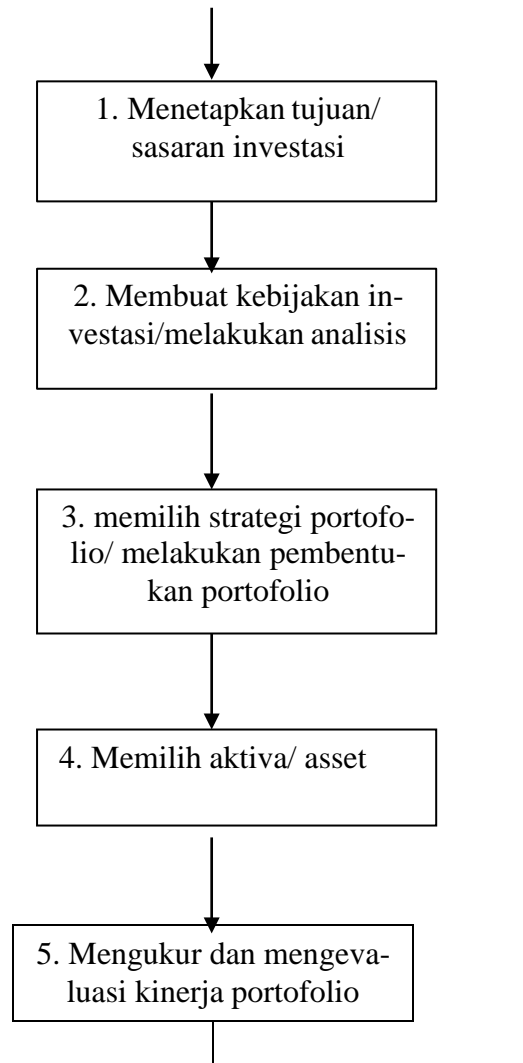 1. Menetapkan tujuan/
sasaran investasi
2. Membuat kebijakan in-
vestasi/melakukan analisis
3. memilih strategi portofo-
lio/ melakukan pembentu-
kan portofolio
4. Memilih aktiva/ asset
5. Mengukur dan mengeva-
luasi kinerja portofolio